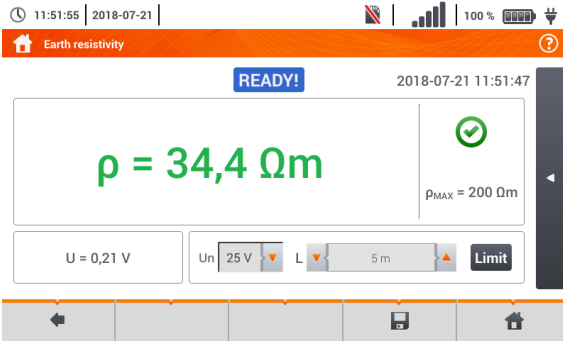 11:51:55 2018-07-21 100 %
Earth resistivity ?
READY! 2018-07-21 11:51:47
ρ = 34,4 Ωm
ρMAX = 200 Ωm
U = 0,21 V Un 25 V L 5 m Limit